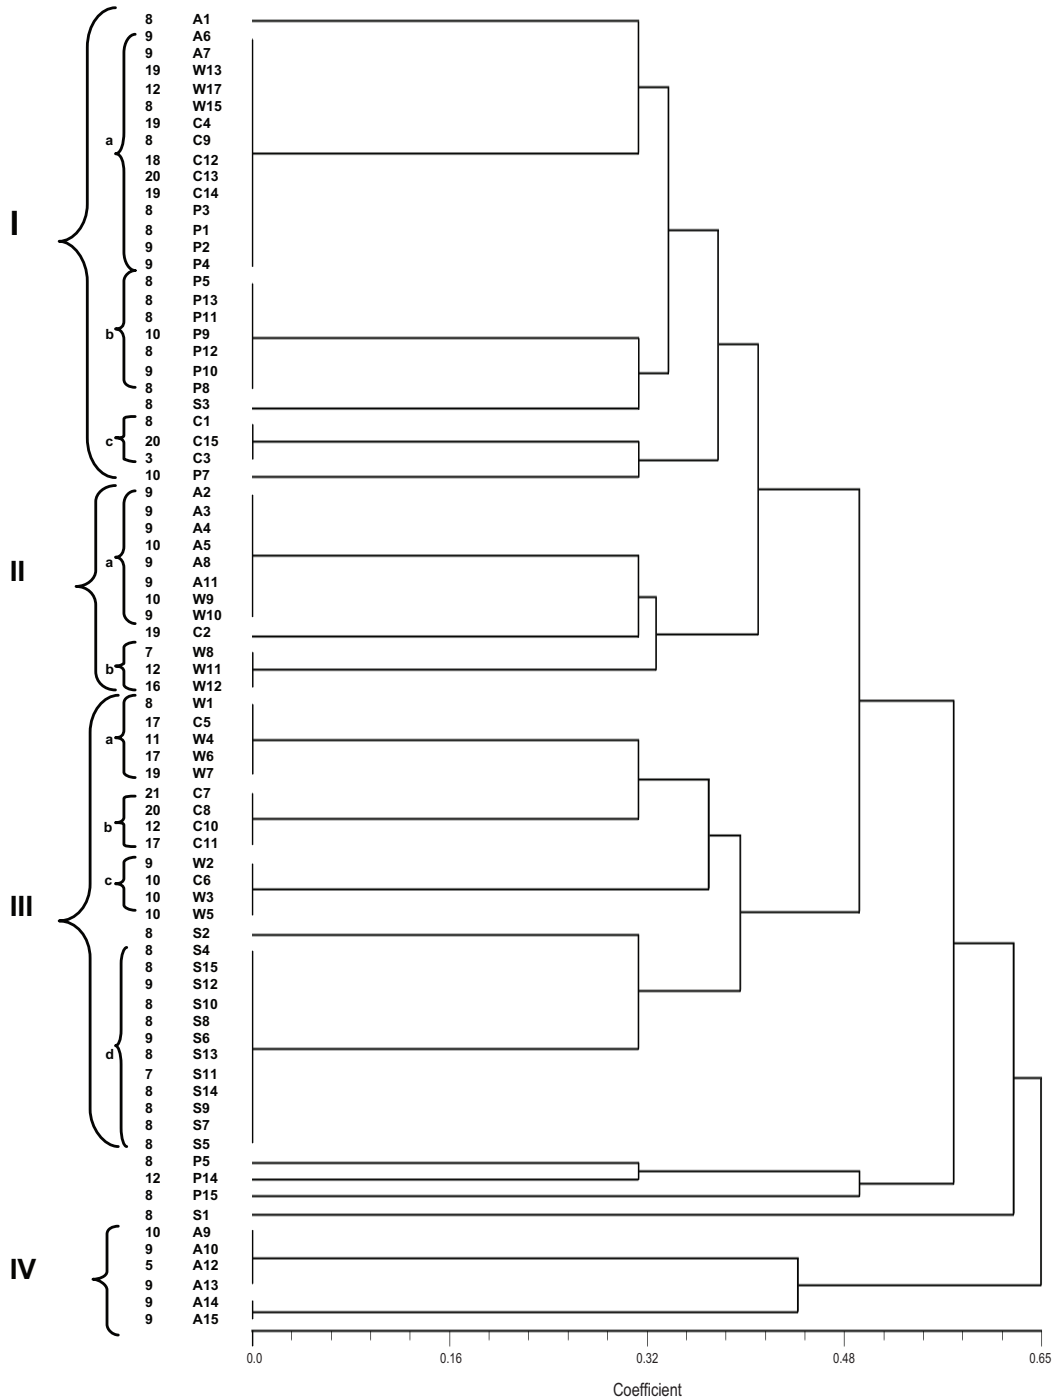 8 A1
9 A6
9 A7
19 W13
12 W17
8 W15
19 C4
a 8 C9
18 C12
20 C13
19 C14
8 P3
I 8 P1
9 P2
9 P4
8 P5
8 P13
8 P11
b 10 P9
8 P12
9 P10
8 P8
8 S3
8 C1
c 20 C15
3 C3
10 P7
9 A2
9 A3
9 A4
10 A5
II a 9 A8
9 A11
10 W9
9 W10
19 C2
7 W8
b 12 W11
16 W12
8 W1
17 C5
a 11 W4
17 W6
19 W7
21 C7
20 C8
b 12 C10
17 C11
9 W2
c 10 C6
III 10 W3
10 W5
8 S2
8 S4
8 S15
9 S12
8 S10
8 S8
9 S6
d 8 S13
7 S11
8 S14
8 S9
8 S7
8 S5
8 P5
12 P14
8 P15
8 S1
10 A9
9 A10
IV 5 A12
9 A13
9 A14
9 A15
0.0 0.16 0.32 0.48 0.65
Coefficient